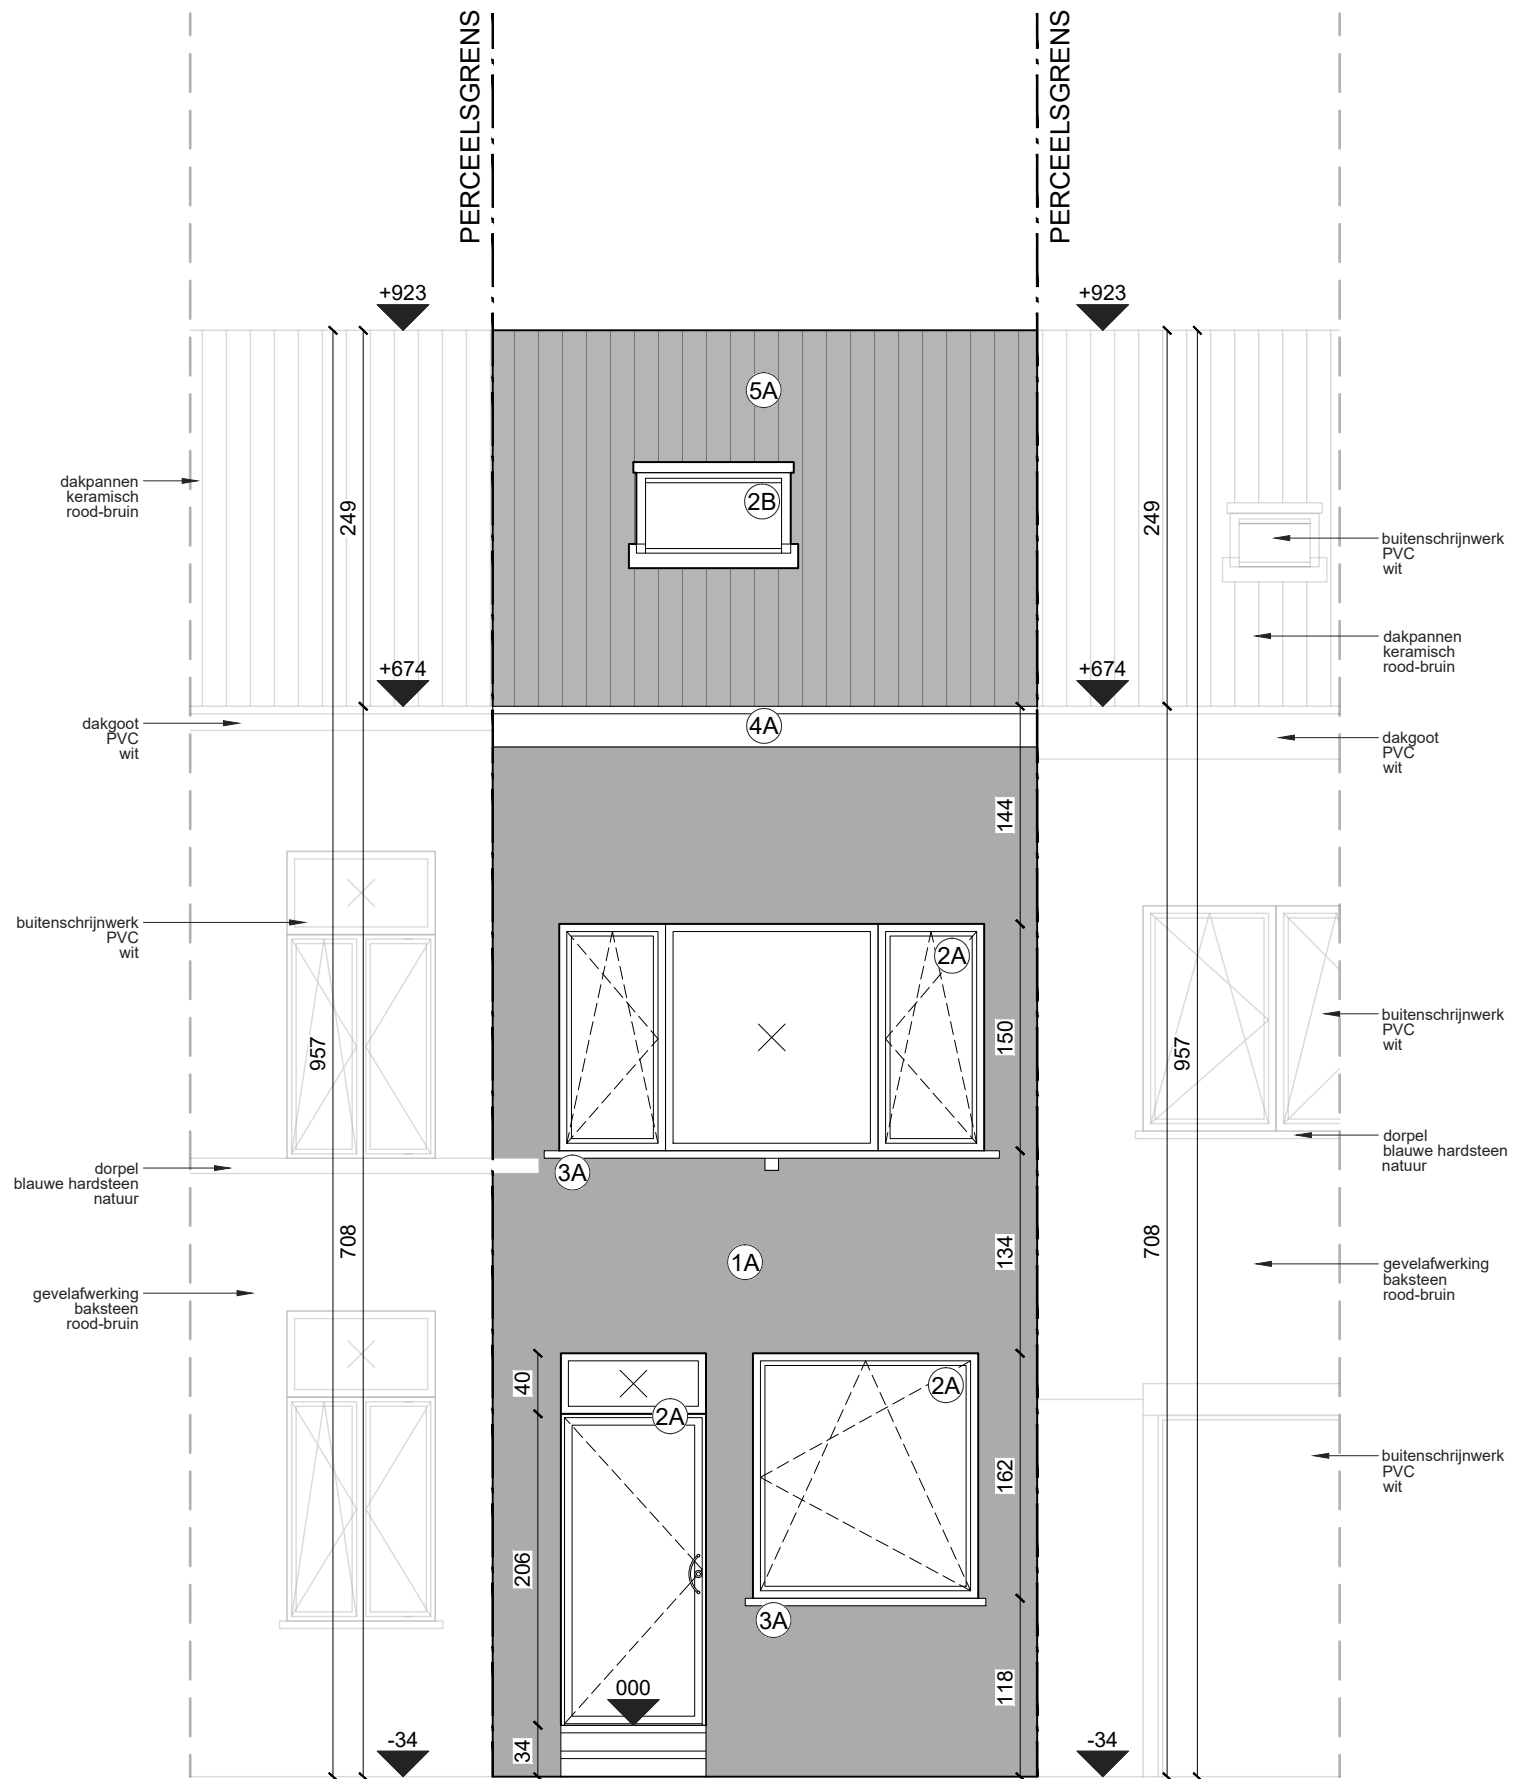 PERCEELSGRENS
PERCEELSGRENS
+923
+923
5A
dakpannen
keramisch
rood-bruin
2B
249
249
buitenschrijnwerk
PVC
wit
dakpannen
keramisch
rood-bruin
+674
+674
dakgoot
PVC
wit
4A
dakgoot
PVC
wit
144
buitenschrijnwerk
PVC
wit
2A
957
150
957
buitenschrijnwerk
PVC
wit
dorpel
blauwe hardsteen
natuur
3A
dorpel
blauwe hardsteen
natuur
708
1A
134
708
gevelafwerking
baksteen
rood-bruin
gevelafwerking
baksteen
rood-bruin
40
2A
2A
162
buitenschrijnwerk
PVC
wit
206
3A
000
118
-34
34
-34